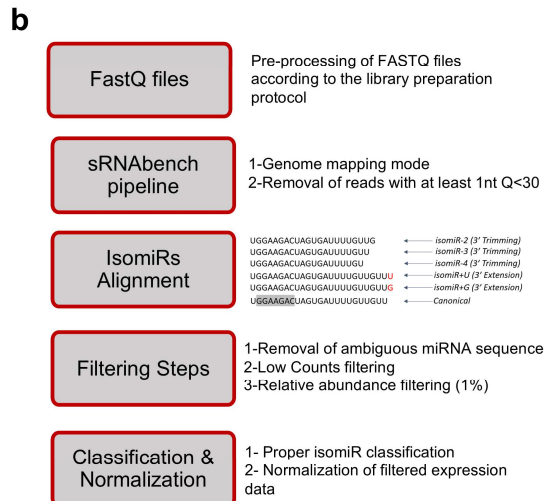 b
FastQ files
Pre-processing of FASTQ files
according to the library preparation
protocol
sRNAbench
pipeline
1-Genome mapping mode
2-Removal of reads with at least 1nt Q<30
IsomiRs
Alignment
UGGAAGACUAGUGAUUUUGUUG isomiR-2 (3' Trimming)
UGGAAGACUAGUGAUUUUGUU isomiR-3 (3' Trimming)
UGGAAGACUAGUGAUUUUGU isomiR-4 (3' Trimming)
UGGAAGACUAGUGAUUUUGUUGUUU isomiR+U (3' Extension)
UGGAAGACUAGUGAUUUUGUUGUUG isomiR+G (3' Extension)
UGGAAGACUAGUGAUUUUGUUGUU Canonical
Filtering Steps
1-Removal of ambiguous miRNA sequence
2-Low Counts filtering
3-Relative abundance filtering (1%)
Classification &
Normalization
1- Proper isomiR classification
2- Normalization of filtered expression
data